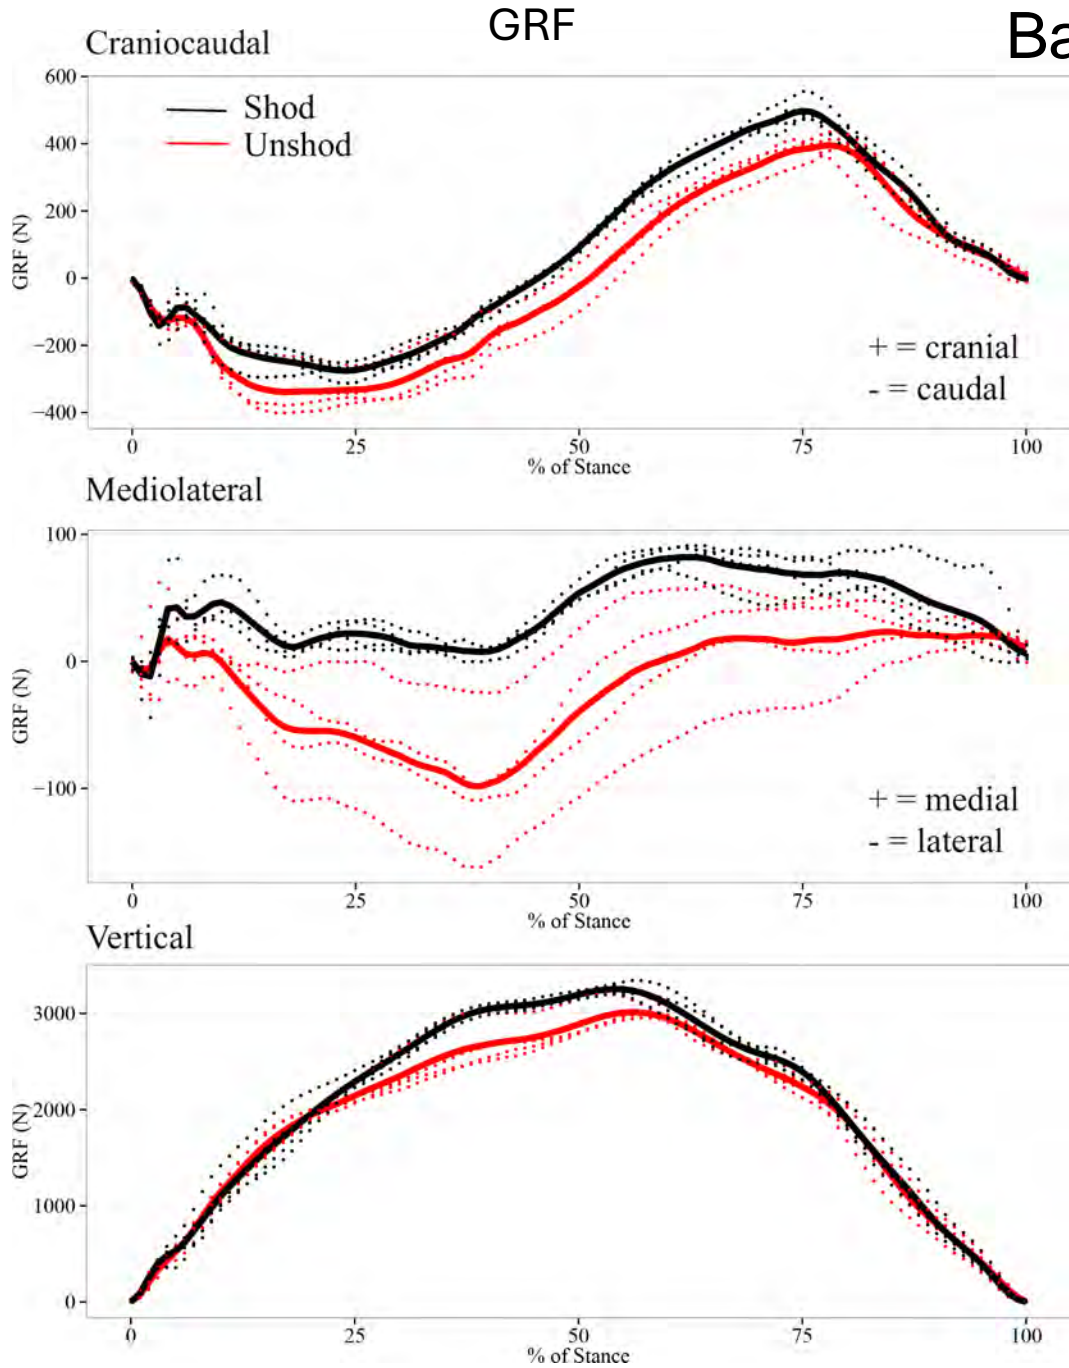 GRF
Ba
Craniocaudal
600
400
200
0
−200
−400
GRF (N)
Shod
Unshod
+ = cranial
- = caudal
0 25 50 75 100
% of Stance
Mediolateral
100
0
−100
GRF (N)
+ = medial
- = lateral
0 25 50 75 100
% of Stance
Vertical
3000
2000
1000
0
GRF (N)
0 25 50 75 100
% of Stance